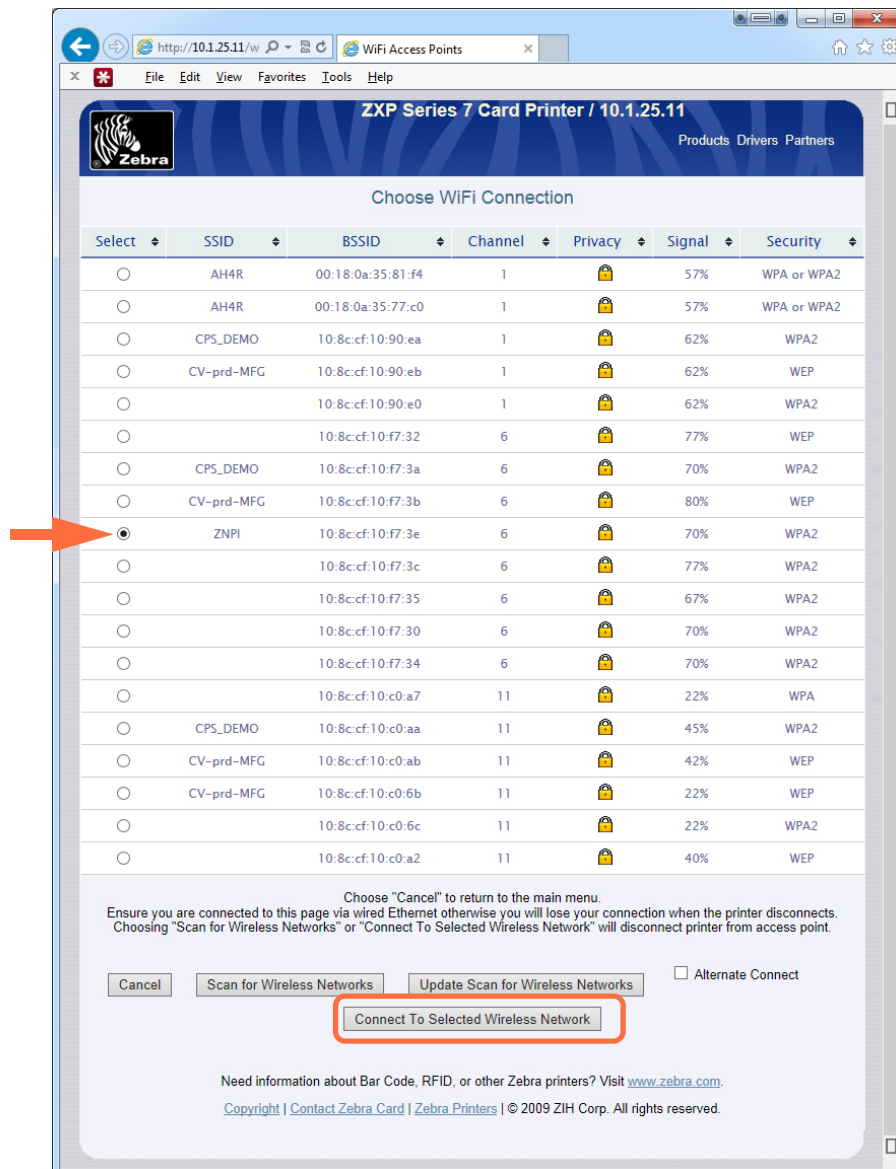 http://10.1.25.11/w
WiFi Access Points
File Edit View Favorites Tools Help
ZXP Series 7 Card Printer / 10.1.25.11
Zebra
Products Drivers Partners
Choose WiFi Connection
Select SSID BSSID Channel Privacy Signal Security
AH4R 00:18:0a:35:81:f4 1 57% WPA or WPA2
AH4R 00:18:0a:35:77:c0 1 57% WPA or WPA2
CPS_DEMO 10:8c:cf:10:90:ea 1 62% WPA2
CV-prd-MFG 10:8c:cf:10:90:eb 1 62% WEP
10:8c:cf:10:90:e0 1 62% WPA2
10:8c:cf:10:f7:32 6 77% WEP
CPS_DEMO 10:8c:cf:10:f7:3a 6 70% WPA2
CV-prd-MFG 10:8c:cf:10:f7:3b 6 80% WEP
ZNPI 10:8c:cf:10:f7:3e 6 70% WPA2
10:8c:cf:10:f7:3c 6 77% WPA2
10:8c:cf:10:f7:35 6 67% WPA2
10:8c:cf:10:f7:30 6 70% WPA2
10:8c:cf:10:f7:34 6 70% WPA2
10:8c:cf:10:c0:a7 11 22% WPA
CPS_DEMO 10:8c:cf:10:c0:aa 11 45% WPA2
CV-prd-MFG 10:8c:cf:10:c0:ab 11 42% WEP
CV-prd-MFG 10:8c:cf:10:c0:6b 11 22% WEP
10:8c:cf:10:c0:6c 11 22% WPA2
10:8c:cf:10:c0:a2 11 40% WEP
Choose "Cancel" to return to the main menu.
Ensure you are connected to this page via wired Ethernet otherwise you will lose your connection when the printer disconnects.
Choosing "Scan for Wireless Networks" or "Connect To Selected Wireless Network" will disconnect printer from access point.
Cancel Scan for Wireless Networks Update Scan for Wireless Networks Alternate Connect
Connect To Selected Wireless Network
Need information about Bar Code, RFID, or other Zebra printers? Visit www.zebra.com.
Copyright | Contact Zebra Card | Zebra Printers | © 2009 ZIH Corp. All rights reserved.